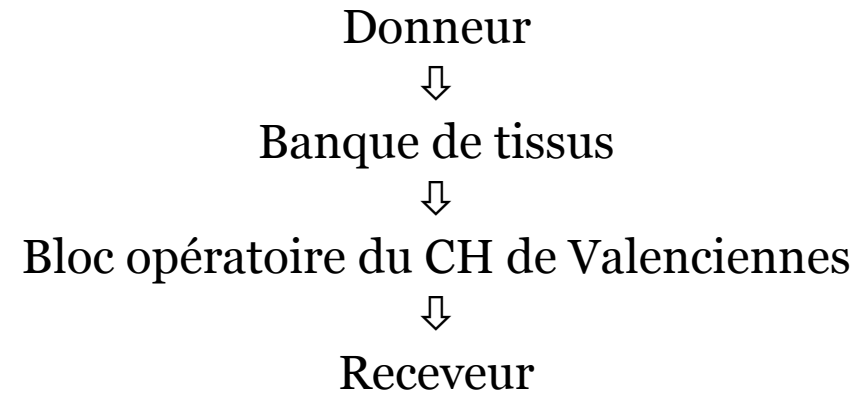 Donneur
⇩
Banque de tissus
⇩
Bloc opératoire du CH de Valenciennes
⇩
Receveur